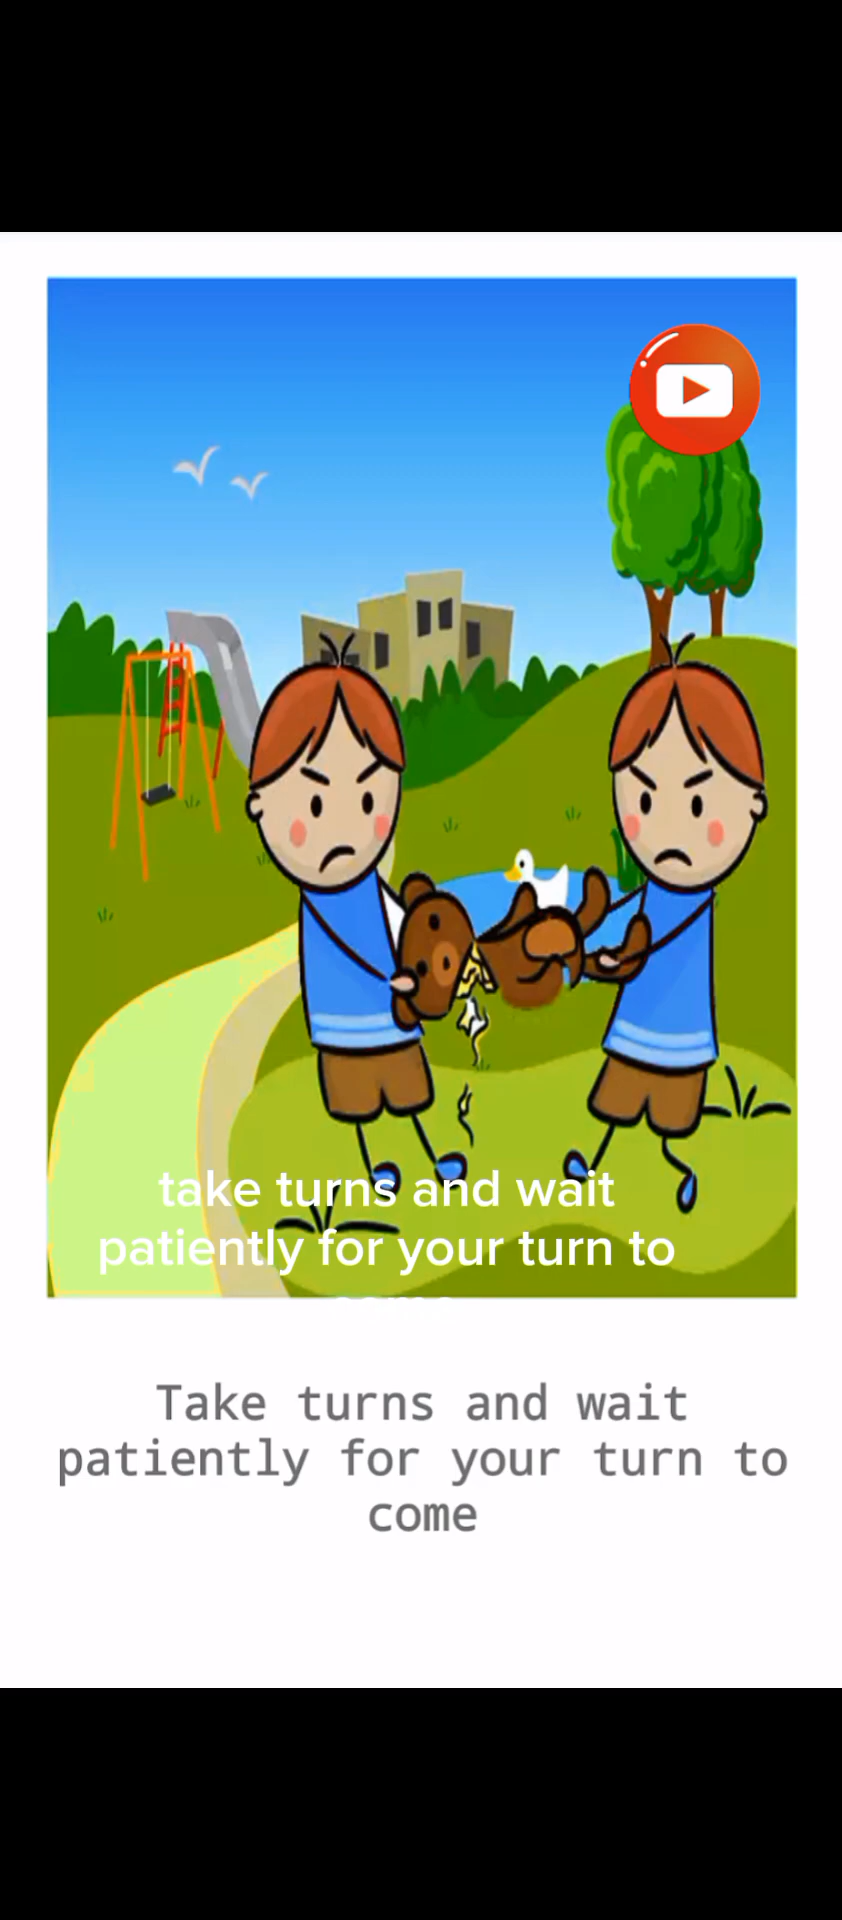 take turns and wait
patiently for your turn to
Take turns and wait
patiently for your turn to
come